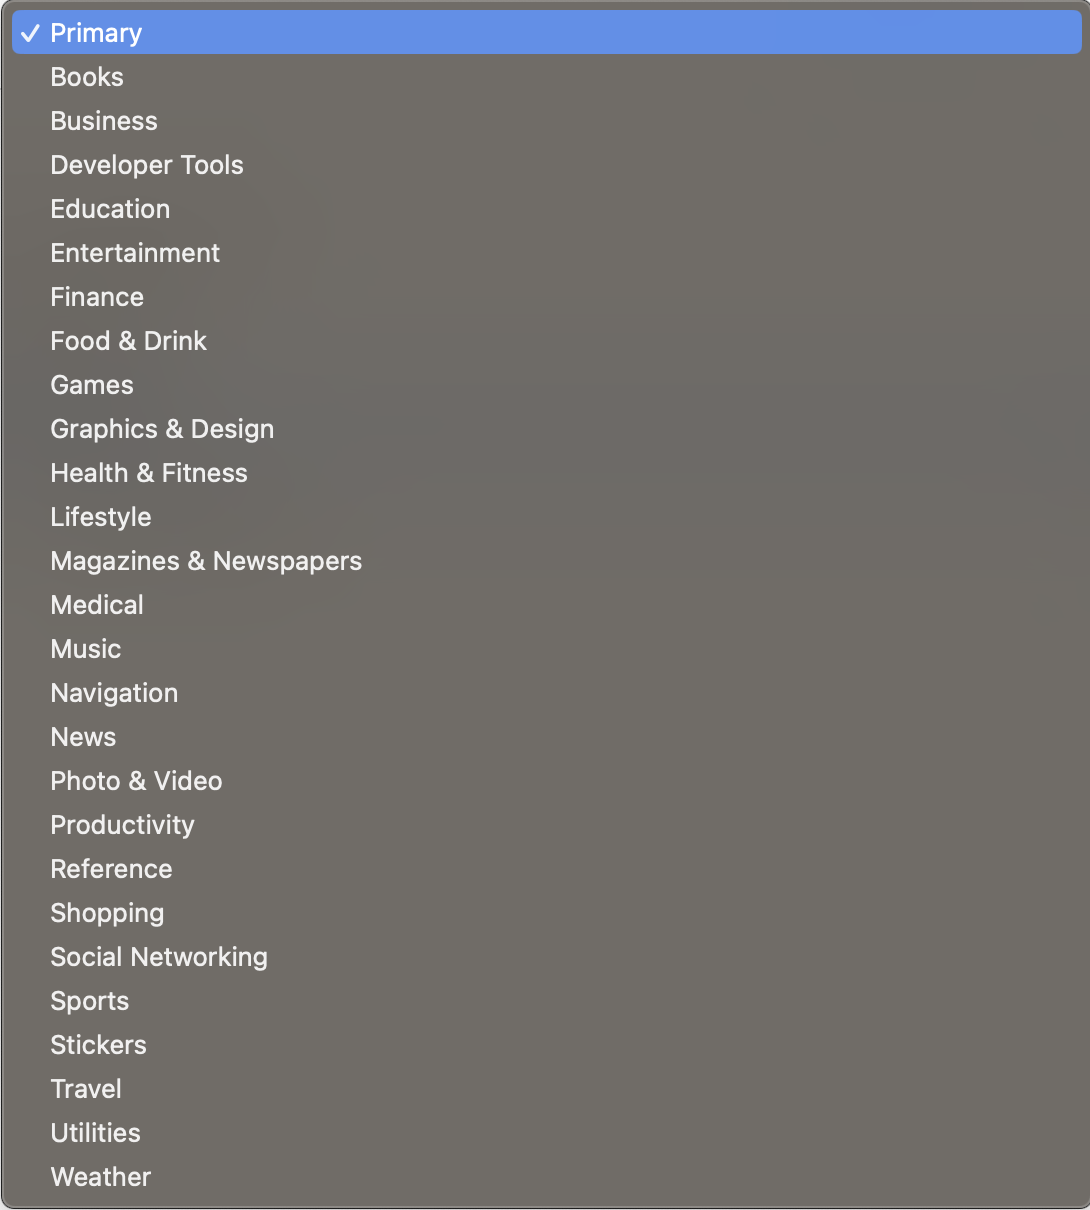 ✓ Primary
Books
Business
Developer Tools
Education
Entertainment
Finance
Food & Drink
Games
Graphics & Design
Health & Fitness
Lifestyle
Magazines & Newspapers
Medical
Music
Navigation
News
Photo & Video
Productivity
Reference
Shopping
Social Networking
Sports
Stickers
Travel
Utilities
Weather